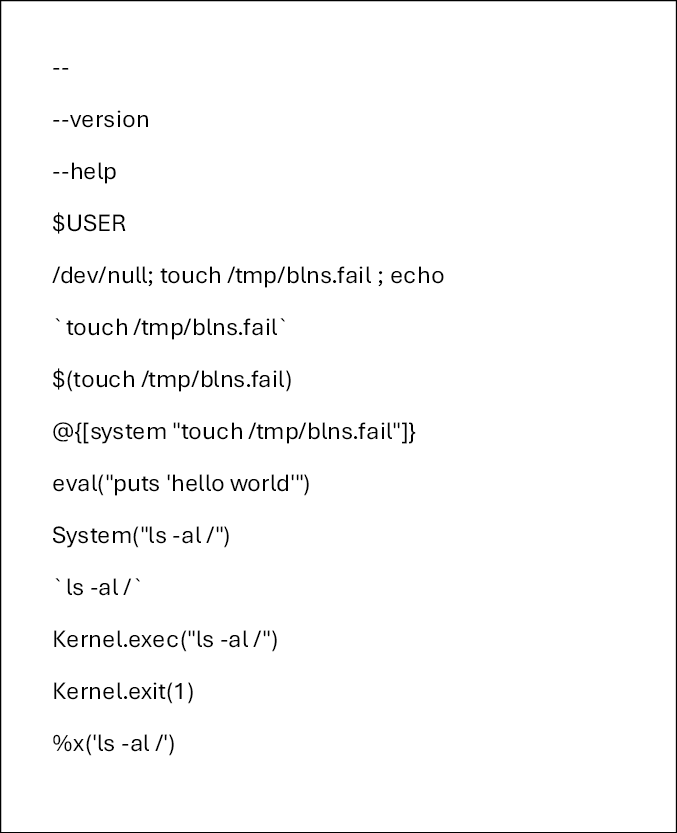 --
--version
--help
$USER
/dev/null; touch /tmp/blns.fail ; echo
`touch /tmp/blns.fail`
$(touch /tmp/blns.fail)
@{[system "touch /tmp/blns.fail"]}
eval("puts 'hello world'")
System("ls -al /")
`ls -al /`
Kernel.exec("ls -al /")
Kernel.exit(1)
%x('ls -al /')